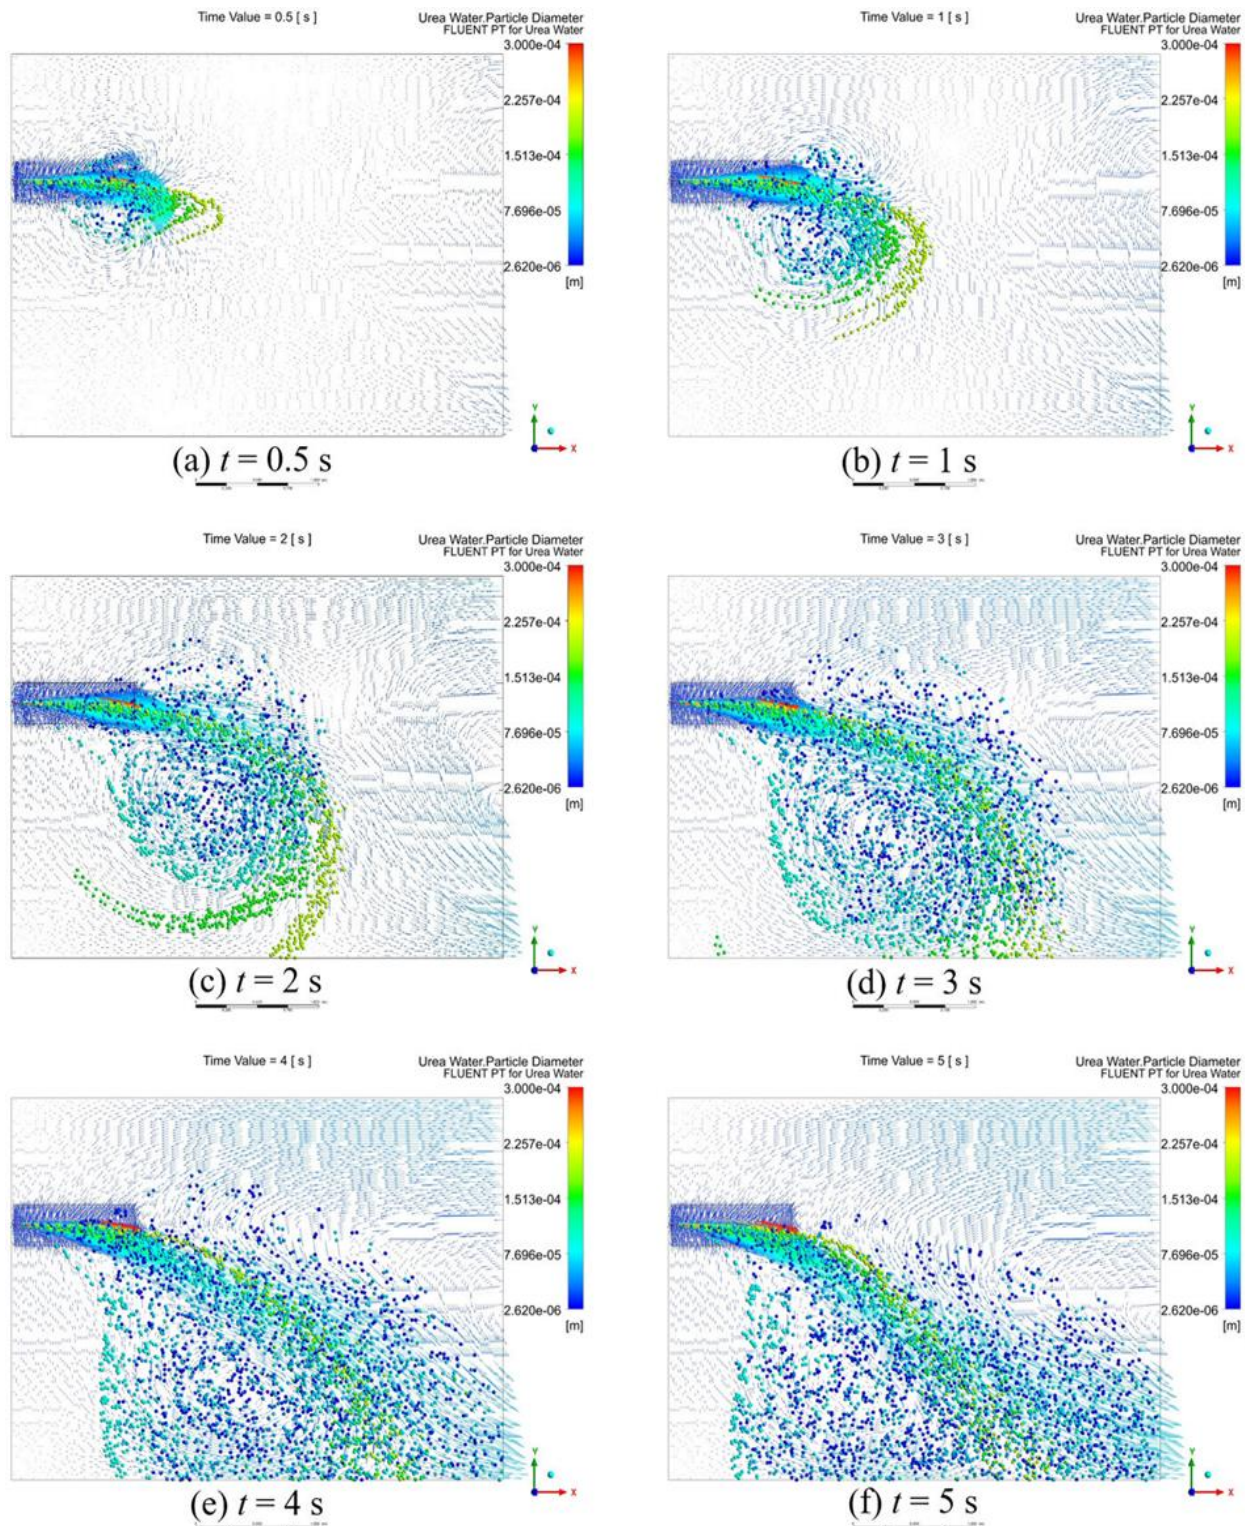 Time Value = 0.5 [ s ]
Urea Water.Particle Diameter
FLUENT PT for Urea Water
3.000e-04
2.257e-04
1.513e-04
7.696e-05
2.620e-06
[m]
Y
X
(a) t = 0.5 s
Time Value = 1 [ s ]
Urea Water.Particle Diameter
FLUENT PT for Urea Water
3.000e-04
2.257e-04
1.513e-04
7.696e-05
2.620e-06
[m]
Y
X
(b) t = 1 s
Time Value = 2 [ s ]
Urea Water.Particle Diameter
FLUENT PT for Urea Water
3.000e-04
2.257e-04
1.513e-04
7.696e-05
2.620e-06
[m]
Y
X
(c) t = 2 s
Time Value = 3 [ s ]
Urea Water.Particle Diameter
FLUENT PT for Urea Water
3.000e-04
2.257e-04
1.513e-04
7.696e-05
2.620e-06
[m]
Y
X
(d) t = 3 s
Time Value = 4 [ s ]
Urea Water.Particle Diameter
FLUENT PT for Urea Water
3.000e-04
2.257e-04
1.513e-04
7.696e-05
2.620e-06
[m]
Y
X
(e) t = 4 s
Time Value = 5 [ s ]
Urea Water.Particle Diameter
FLUENT PT for Urea Water
3.000e-04
2.257e-04
1.513e-04
7.696e-05
2.620e-06
[m]
Y
X
(f) t = 5 s